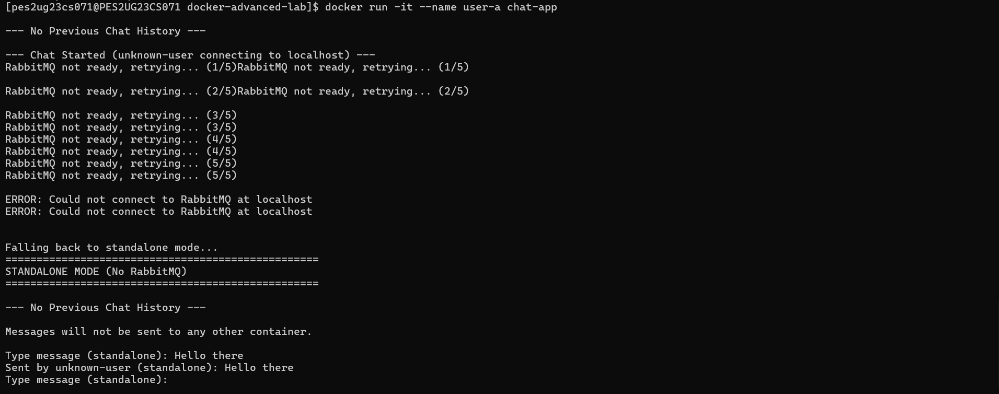 [pes2ug23cs071@PES2UG23CS071 docker-advanced-lab]$ docker run -it --name user-a chat-app
--- No Previous Chat History ---
--- Chat Started (unknown-user connecting to localhost) ---
RabbitMQ not ready, retrying... (1/5)RabbitMQ not ready, retrying... (1/5)
RabbitMQ not ready, retrying... (2/5)RabbitMQ not ready, retrying... (2/5)
RabbitMQ not ready, retrying... (3/5)
RabbitMQ not ready, retrying... (3/5)
RabbitMQ not ready, retrying... (4/5)
RabbitMQ not ready, retrying... (4/5)
RabbitMQ not ready, retrying... (5/5)
RabbitMQ not ready, retrying... (5/5)
ERROR: Could not connect to RabbitMQ at localhost
ERROR: Could not connect to RabbitMQ at localhost
Falling back to standalone mode...
==================================================
STANDALONE MODE (No RabbitMQ)
==================================================
--- No Previous Chat History ---
Messages will not be sent to any other container.
Type message (standalone): Hello there
Sent by unknown-user (standalone): Hello there
Type message (standalone):